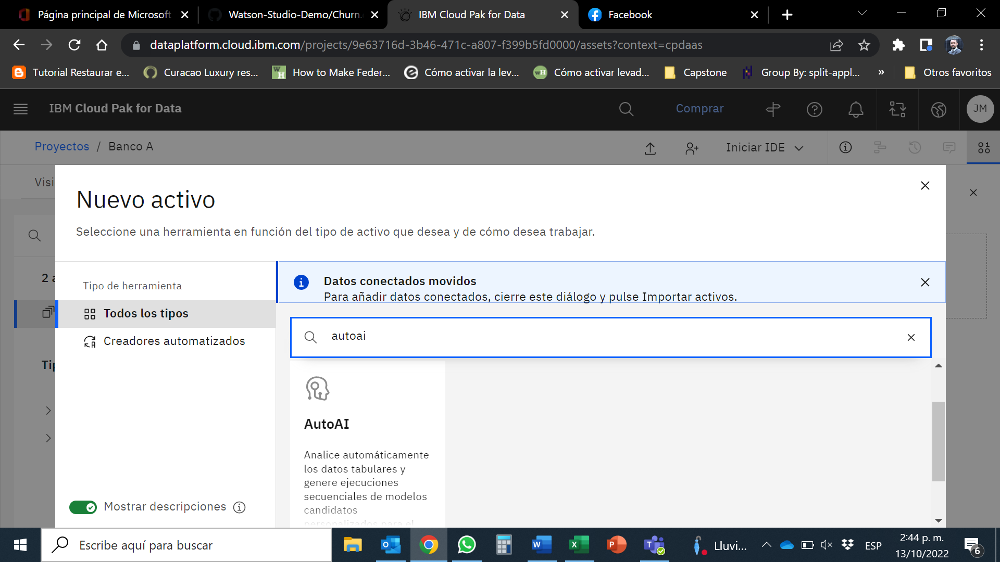 Página principal de Microsoft
Watson-Studio-Demo/Churn.
IBM Cloud Pak for Data
Facebook
dataplatform.cloud.ibm.com/projects/9e63716d-3b46-471c-a807-f399b5fd0000/assets?context=cpdaas
Tutorial Restaurar e...
Curacao Luxury res...
How to Make Feder...
Cómo activar la lev...
Cómo activar levad...
Capstone
Group By: split-appl...
»
Otros favoritos
IBM Cloud Pak for Data
Comprar
JM
Proyectos / Banco A
Iniciar IDE
Visi
Nuevo activo
Seleccione una herramienta en función del tipo de activo que desea y de cómo desea trabajar.
2 a
Tip
Tipo de herramienta
Todos los tipos
Creadores automatizados
Mostrar descripciones
Datos conectados movidos
Para añadir datos conectados, cierre este diálogo y pulse Importar activos.
autoai
AutoAI
Analice automáticamente
los datos tabulares y
genere ejecuciones
secuenciales de modelos
candidatos
personalizados para el
Escribe aquí para buscar
Lluvi...
ESP
2:44 p. m.
13/10/2022
6